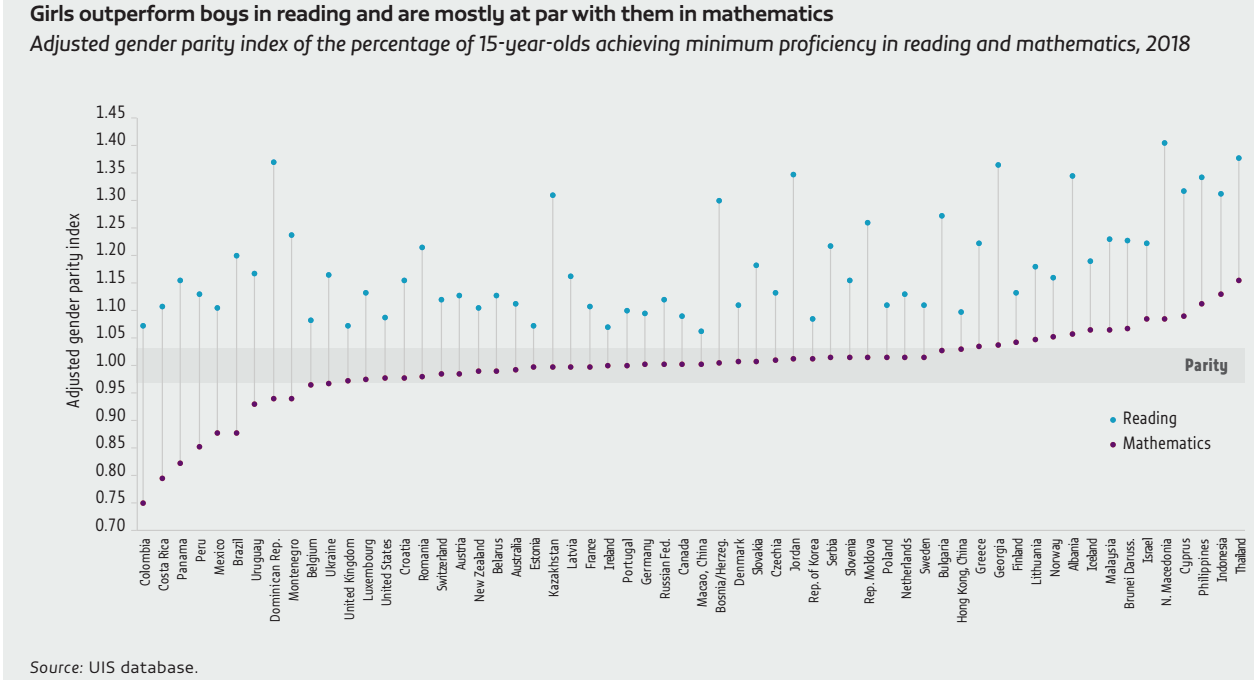 Girls outperform boys in reading and are mostly at par with them in mathematics
Adjusted gender parity index of the percentage of 15-year-olds achieving minimum proficiency in reading and mathematics, 2018
Adjusted gender parity index
1.45
1.40
1.35
1.30
1.25
1.20
1.15
1.10
1.05
1.00
0.95
0.90
0.85
0.80
0.75
0.70
Parity
Reading
Mathematics
Colombia
Costa Rica
Panama
Peru
Mexico
Brazil
Uruguay
Dominican Rep.
Montenegro
Belgium
Ukraine
United Kingdom
Luxembourg
United States
Croatia
Romania
Switzerland
Austria
New Zealand
Belarus
Australia
Estonia
Kazakhstan
Latvia
France
Ireland
Portugal
Germany
Russian Fed.
Canada
Macao, China
Bosnia/Herzeg.
Denmark
Slovakia
Czechia
Jordan
Rep. of Korea
Serbia
Slovenia
Rep. Moldova
Poland
Netherlands
Sweden
Bulgaria
Hong Kong, China
Greece
Georgia
Finland
Lithuania
Norway
Albania
Iceland
Malaysia
Brunei Daruss.
Israel
N. Macedonia
Cyprus
Philippines
Indonesia
Thailand
Source: UIS database.